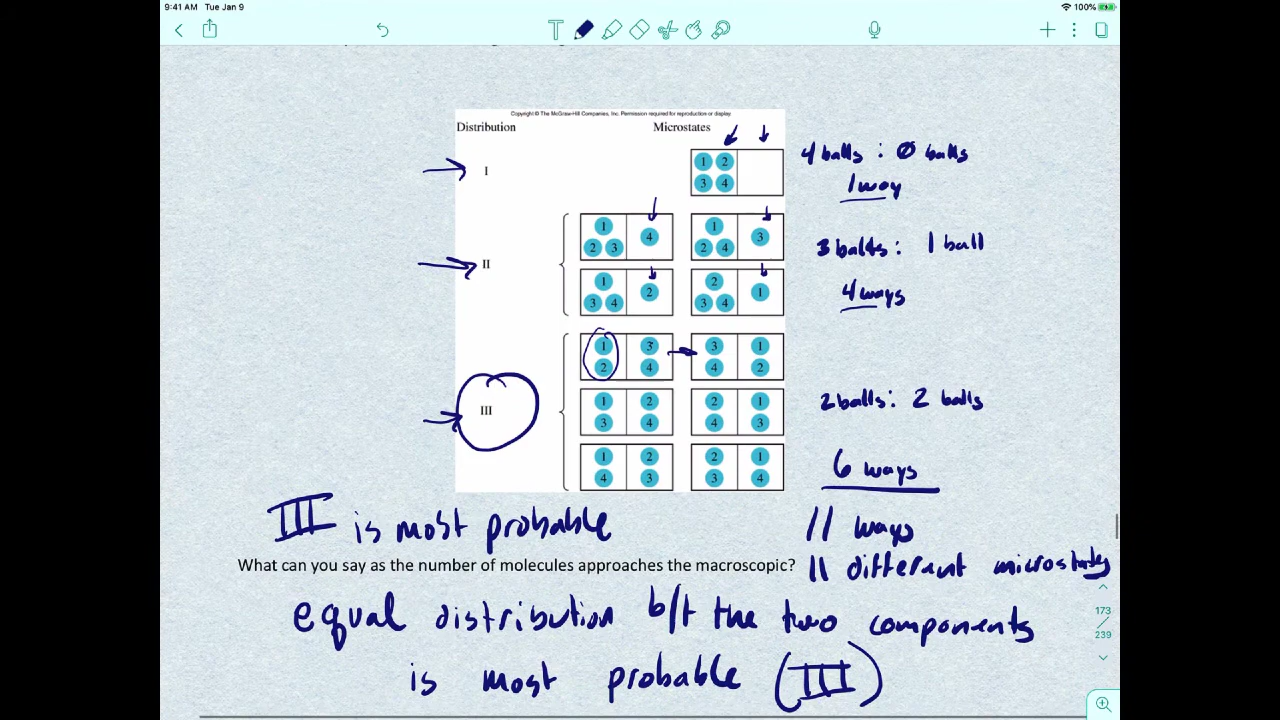 9:41 AM Tue Jan 9
100%
Copyright © The McGraw-Hill Companies, Inc. Permission required for reproduction or display
Distribution Microstates
I
1 2
3 4
4 balls : 0 balls
1 way
II
1
2 3
4
1
2 4
3
3 balls: 1 ball
1
3 4
2
2
3 4
1
4 ways
III
1 3 3 1
2 4 4 2
1 2 2 1
3 4 4 3
2 balls: 2 balls
1 2 2 1
4 3 3 4
6 ways
III is most probable
11 ways
What can you say as the number of molecules approaches the macroscopic?
11 different microstates
equal distribution b/t the two components
is most probable (III)
173
/
239